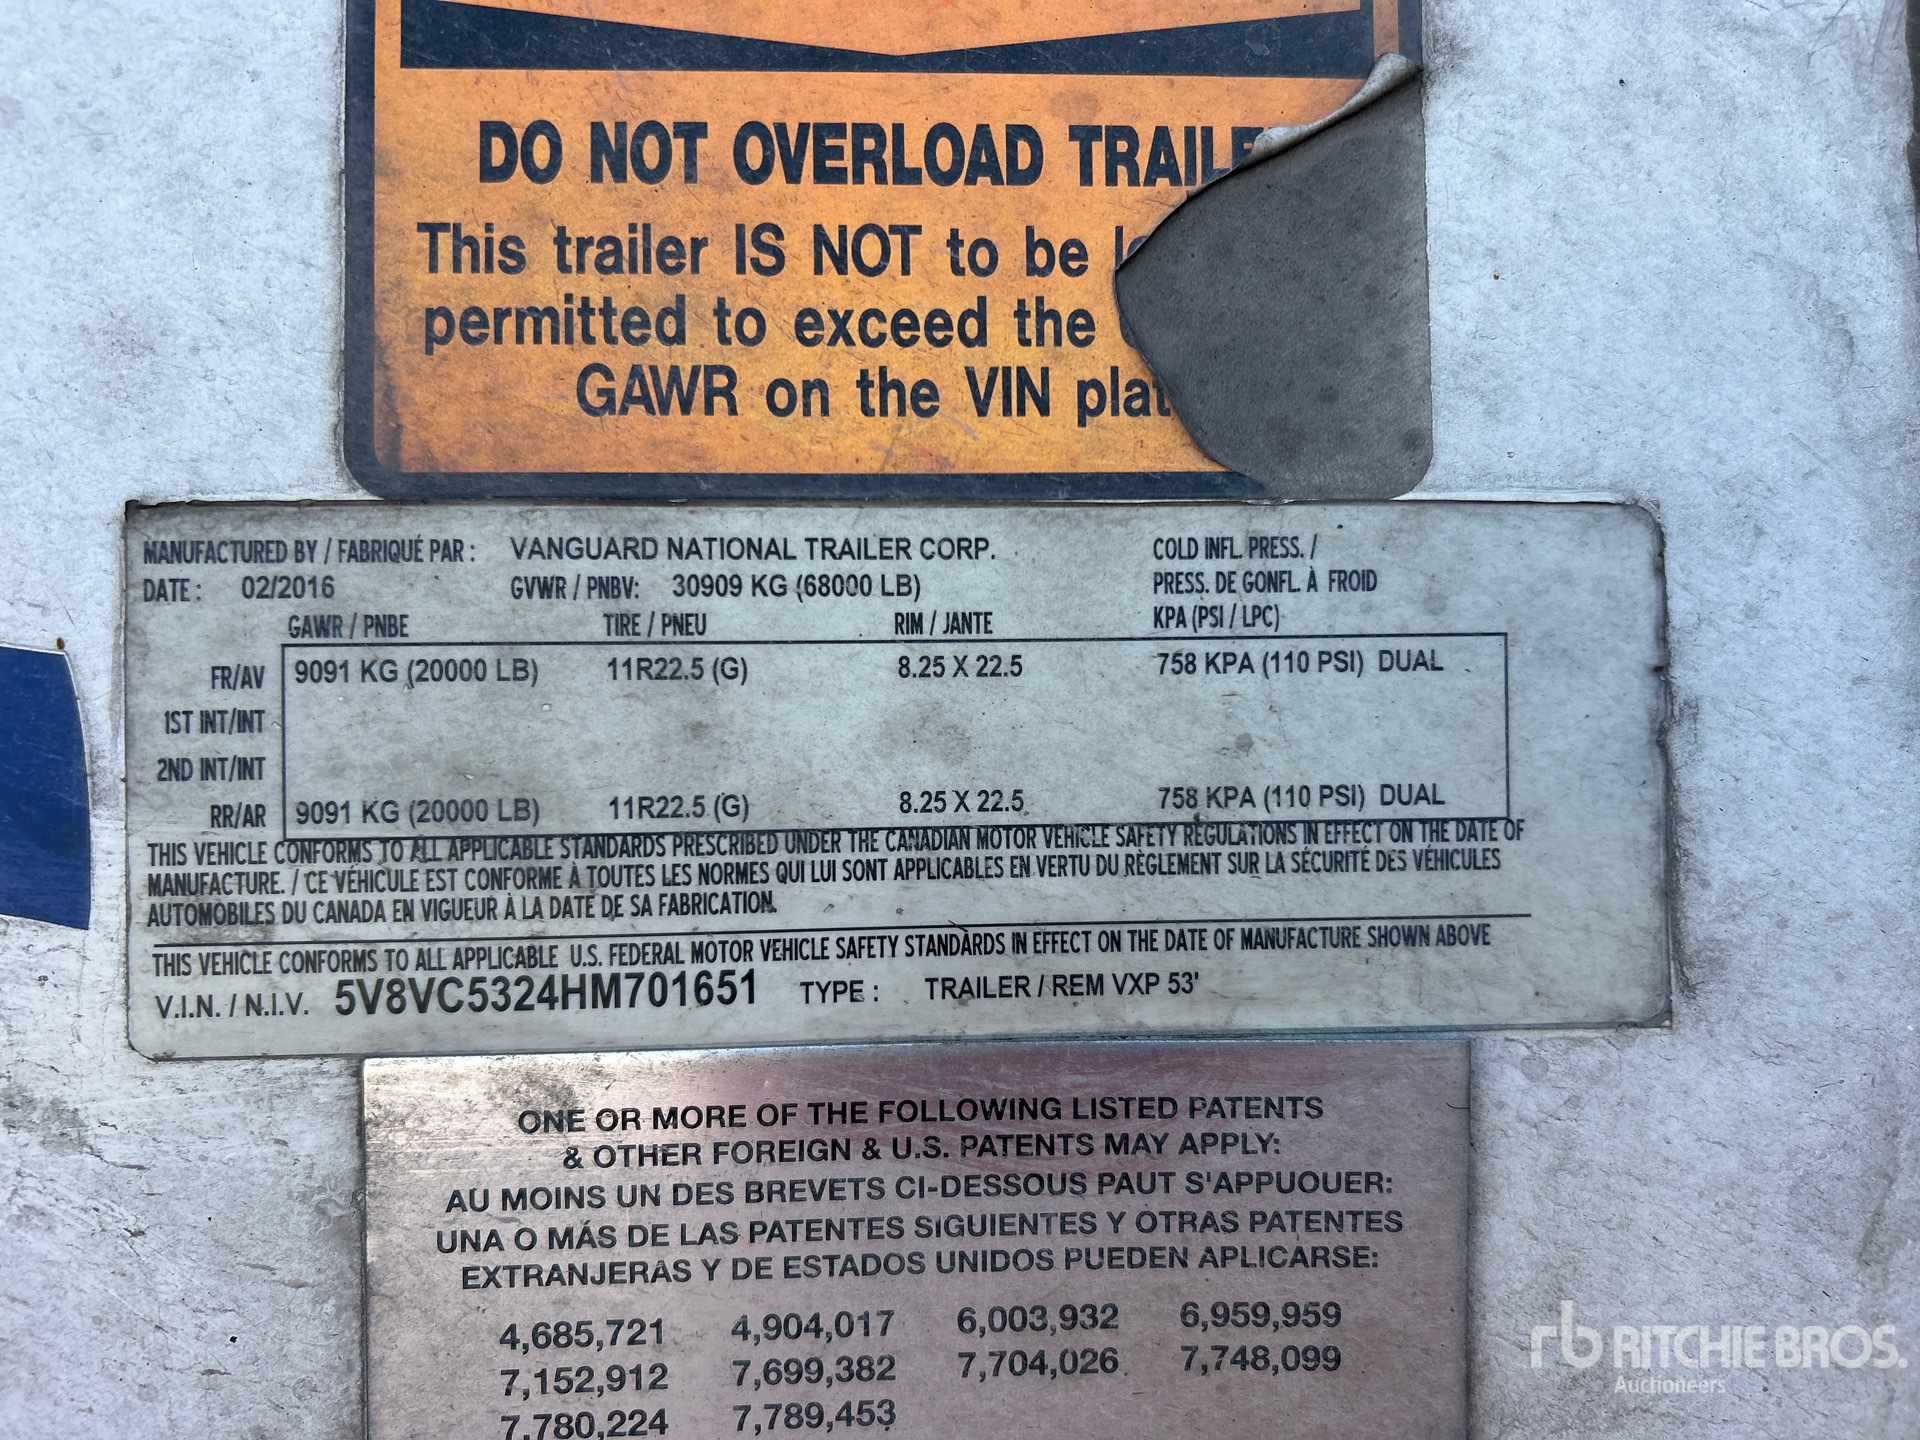 DO NOT OVERLOAD
This trailer IS NOT to be
permitted to exceed the
GAWR on the VIN
MANUFACTURED BY / FABRIQUÉ PAR : VANGUARD NATIONAL TRAILER CORP. COLD INFL. PRESS. /
DATE : 02/2016 GVWR / PNBV: 30909 KG (68000 LB) PRESS. DE GONFL. À FROID
GAWR / PNBE TIRE / PNEU RIM / JANTE KPA (PSI / LPC)
FR/AV 9091 KG (20000 LB) 11R22.5 (G) 8.25 X 22.5 758 KPA (110 PSI) DUAL
1ST INT/INT
2ND INT/INT
RR/AR 9091 KG (20000 LB) 11R22.5 (G) 8.25 X 22.5 758 KPA (110 PSI) DUAL
THIS VEHICLE CONFORMS TO ALL APPLICABLE STANDARDS PRESCRIBED UNDER THE CANADIAN MOTOR VEHICLE SAFETY REGULATIONS IN EFFECT ON THE DATE OF
MANUFACTURE. / CE VÉHICULE EST CONFORME À TOUTES LES NORMES QUI LUI SONT APPLICABLES EN VERTU DU RÈGLEMENT SUR LA SÉCURITÉ DES VÉHICULES
AUTOMOBILES DU CANADA EN VIGUEUR À LA DATE DE SA FABRICATION.
THIS VEHICLE CONFORMS TO ALL APPLICABLE U.S. FEDERAL MOTOR VEHICLE SAFETY STANDARDS IN EFFECT ON THE DATE OF MANUFACTURE SHOWN ABOVE
V.I.N. / N.I.V. 5V8VC5324HM701651 TYPE : TRAILER / REM VXP 53'
ONE OR MORE OF THE FOLLOWING LISTED PATENTS
& OTHER FOREIGN & U.S. PATENTS MAY APPLY:
AU MOINS UN DES BREVETS CI-DESSOUS PAUT S'APPUOUER:
UNA O MÁS DE LAS PATENTES SIGUIENTES Y OTRAS PATENTES
EXTRANJERAS Y DE ESTADOS UNIDOS PUEDEN APLICARSE:
4,685,721 4,904,017 6,003,932 6,959,959
7,152,912 7,699,382 7,704,026 7,748,099
7,780,224 7,789,453
rb RITCHIE BROS.
Auctioneers